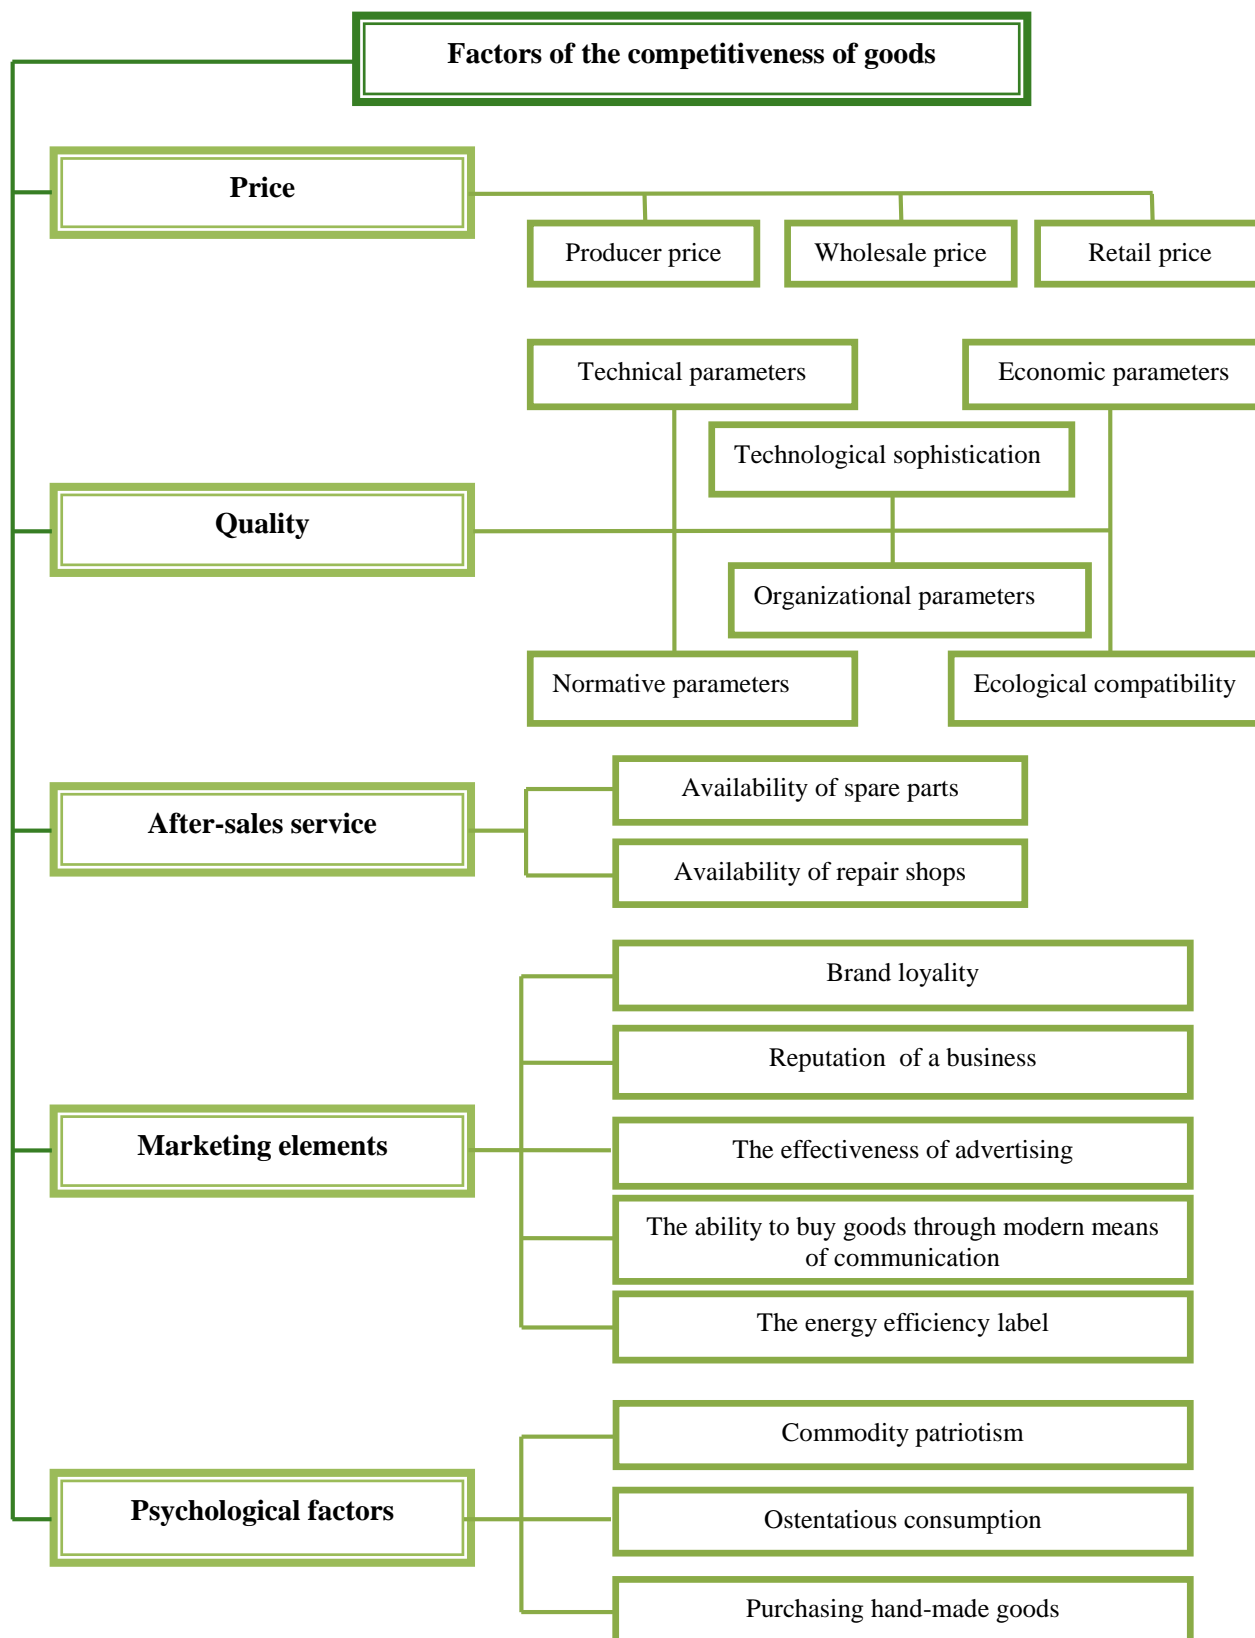 Factors of the competitiveness of goods
Price
Producer price
Wholesale price
Retail price
Technical parameters
Economic parameters
Technological sophistication
Quality
Organizational parameters
Normative parameters
Ecological compatibility
Availability of spare parts
After-sales service
Availability of repair shops
Brand loyality
Reputation  of a business
Marketing elements
The effectiveness of advertising
The ability to buy goods through modern means
of communication
The energy efficiency label
Commodity patriotism
Psychological factors
Ostentatious consumption
Purchasing hand-made goods